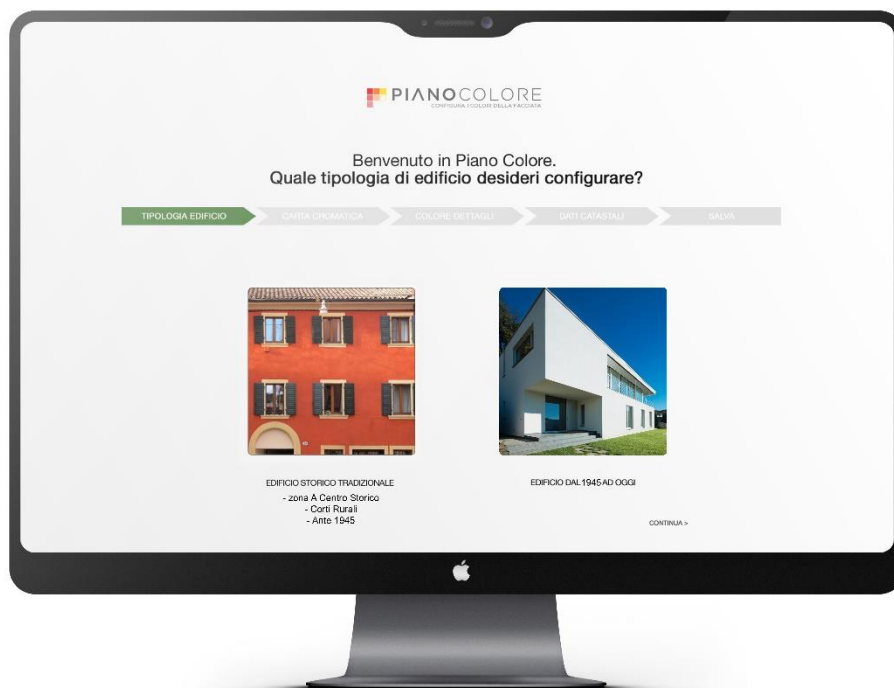 PIANOCOLORE
CONFIGURA I COLORI DELLA FACCIATA
Benvenuto in Piano Colore.
Quale tipologia di edificio desideri configurare?
TIPOLOGIA EDIFICIO
CARTA CROMATICA
COLORE DETTAGLI
DATI CATASTALI
SALVA
EDIFICIO STORICO TRADIZIONALE
- zona A Centro Storico
- Corti Rurali
- Ante 1945
EDIFICIO DAL 1945 AD OGGI
CONTINUA >